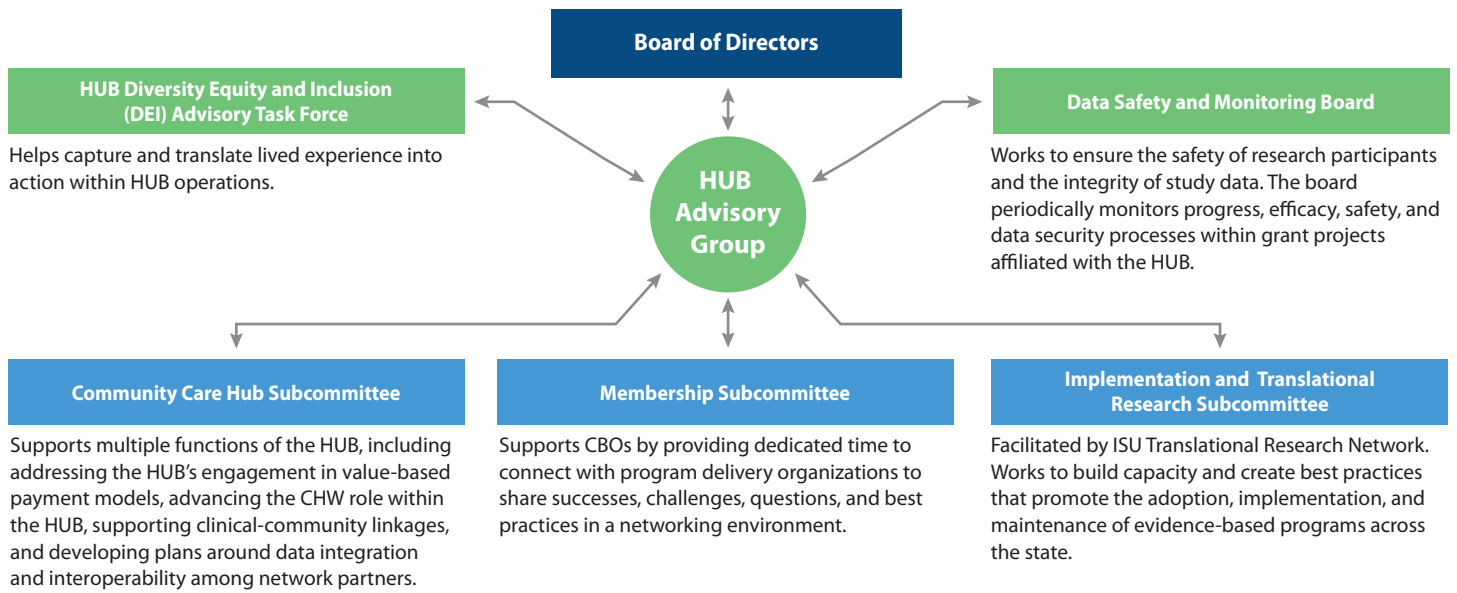 Board of Directors
HUB Diversity Equity and Inclusion
(DEI) Advisory Task Force
Helps capture and translate lived experience into
action within HUB operations.
Data Safety and Monitoring Board
Works to ensure the safety of research participants
and the integrity of study data. The board
periodically monitors progress, efficacy, safety, and
data security processes within grant projects
affiliated with the HUB.
HUB
Advisory
Group
Community Care Hub Subcommittee
Supports multiple functions of the HUB, including
addressing the HUB’s engagement in value-based
payment models, advancing the CHW role within
the HUB, supporting clinical-community linkages,
and developing plans around data integration
and interoperability among network partners.
Membership Subcommittee
Supports CBOs by providing dedicated time to
connect with program delivery organizations to
share successes, challenges, questions, and best
practices in a networking environment.
Implementation and Translational
Research Subcommittee
Facilitated by ISU Translational Research Network.
Works to build capacity and create best practices
that promote the adoption, implementation, and
maintenance of evidence-based programs across
the state.